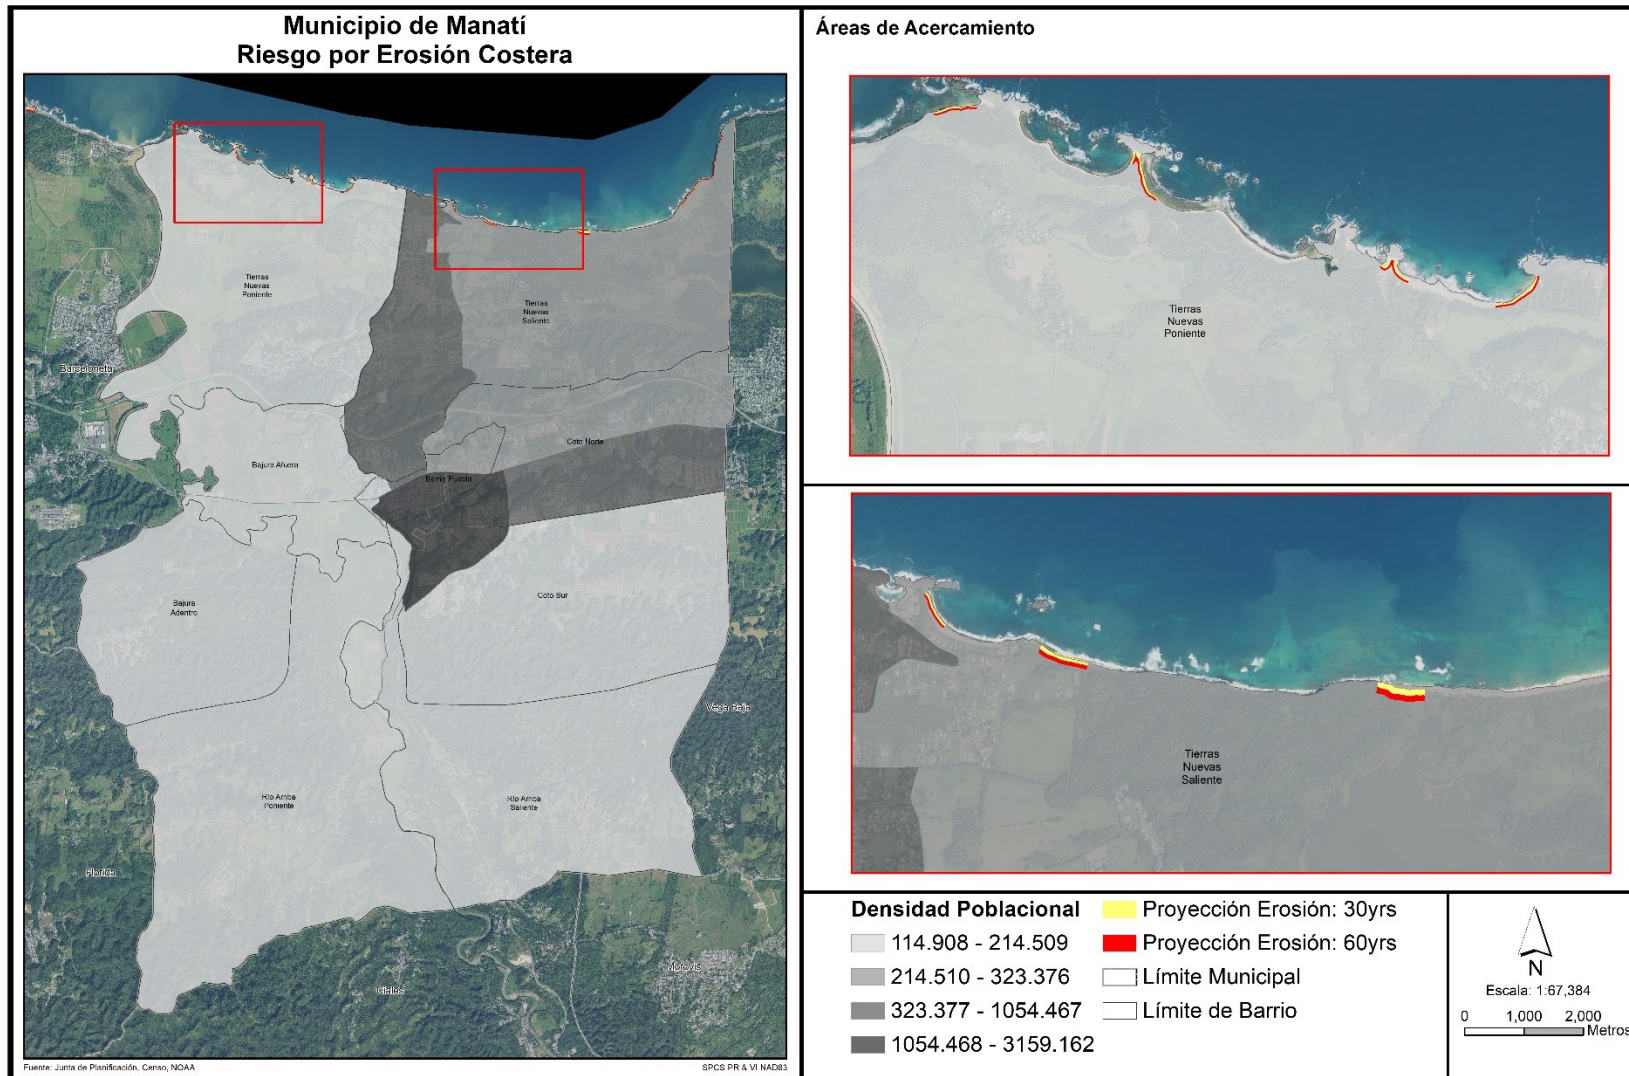 Municipio de Manatí
Riesgo por Erosión Costera
Tierras
Nuevas
Poniente
Tierras
Nuevas
Saliente
Barceloneta
Coto Norte
Bajura Afuera
Barrio Pueblo
Bajura
Adentro
Coto Sur
Vega Baja
Río Arriba
Poniente
Río Arriba
Saliente
Florida
Morovis
Ciales
Fuente: Junta de Planificación, Censo, NOAA
SPCS PR & VI NAD83
Áreas de Acercamiento
Tierras
Nuevas
Poniente
Tierras
Nuevas
Saliente
Densidad Poblacional
114.908 - 214.509
214.510 - 323.376
323.377 - 1054.467
1054.468 - 3159.162
Proyección Erosión: 30yrs
Proyección Erosión: 60yrs
Límite Municipal
Límite de Barrio
N
Escala: 1:67,384
0 1,000 2,000
Metros